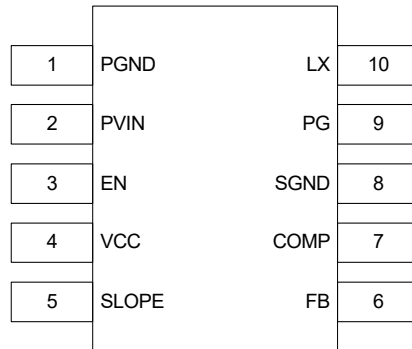 1 PGND LX 10
2 PVIN PG 9
3 EN SGND 8
4 VCC COMP 7
5 SLOPE FB 6